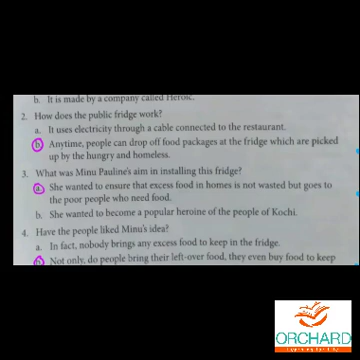 b. It is made by a company called Heroic.
2. How does the public fridge work?
a. It uses electricity through a cable connected to the restaurant.
b. Anytime, people can drop off food packages at the fridge which are picked
up by the hungry and homeless.
3. What was Minu Pauline's aim in installing this fridge?
a. She wanted to ensure that excess food in homes is not wasted but goes to
the poor people who need food.
b. She wanted to become a popular heroine of the people of Kochi.
4. Have the people liked Minu's idea?
a. In fact, nobody brings any excess food to keep in the fridge.
b. Not only, do people bring their left-over food, they even buy food to keep
ORCHARD